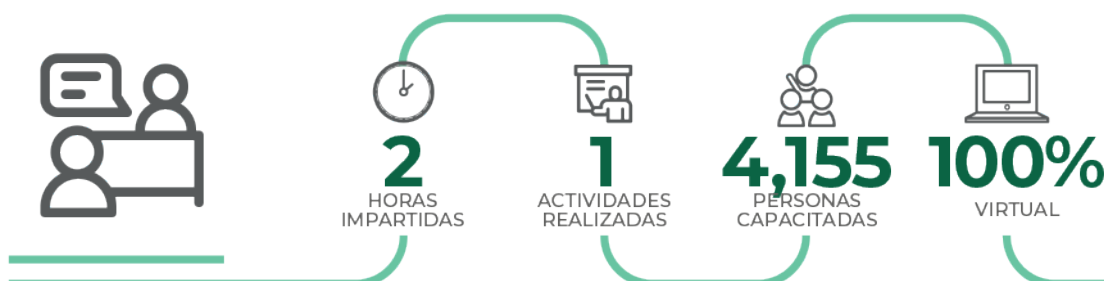 2
HORAS
IMPARTIDAS
1
ACTIVIDADES
REALIZADAS
4,155
PERSONAS
CAPACITADAS
100%
VIRTUAL